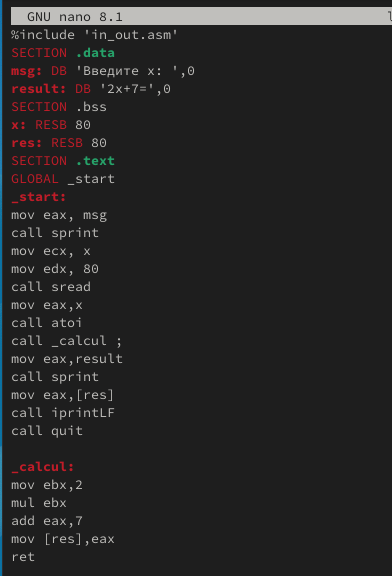 GNU nano 8.1
%include 'in_out.asm'
SECTION .data
msg: DB 'Введите x: ',0
result: DB '2x+7=',0
SECTION .bss
x: RESB 80
res: RESB 80
SECTION .text
GLOBAL _start
_start:
mov eax, msg
call sprint
mov ecx, x
mov edx, 80
call sread
mov eax,x
call atoi
call _calcul ;
mov eax,result
call sprint
mov eax,[res]
call iprintLF
call quit
_calcul:
mov ebx,2
mul ebx
add eax,7
mov [res],eax
ret